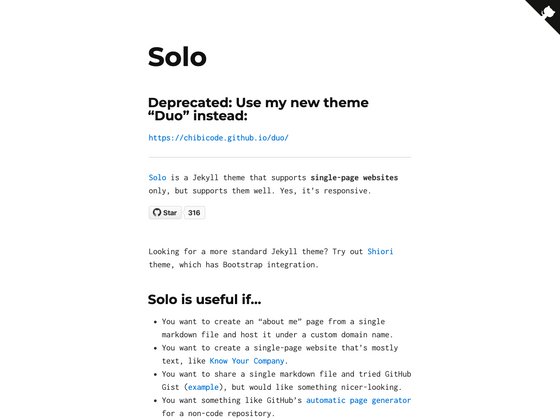 Solo
Deprecated: Use my new theme
“Duo” instead:
https://chibicode.github.io/duo/
Solo is a Jekyll theme that supports single-page websites
only, but supports them well. Yes, it's responsive.
Star 316
Looking for a more standard Jekyll theme? Try out Shiori
theme, which has Bootstrap integration.
Solo is useful if…
• You want to create an “about me” page from a single
markdown file and host it under a custom domain name.
• You want to create a single-page website that's mostly
text, like Know Your Company.
• You want to share a single markdown file and tried GitHub
Gist (example), but would like something nicer-looking.
• You want something like GitHub's automatic page generator
for a non-code repository.